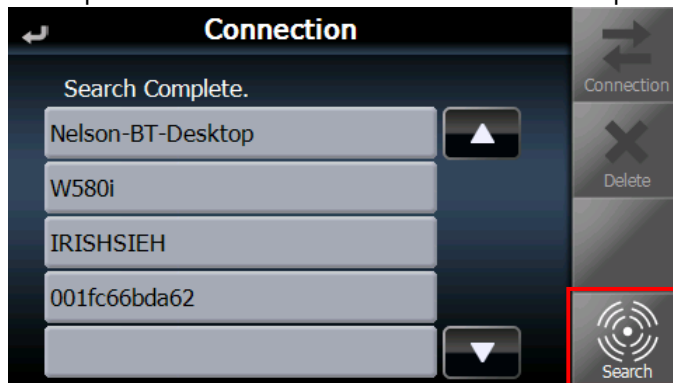 Connection
Search Complete.
Nelson-BT-Desktop
W580i
IRISHSIEH
001fc66bda62
Connection
Delete
Search